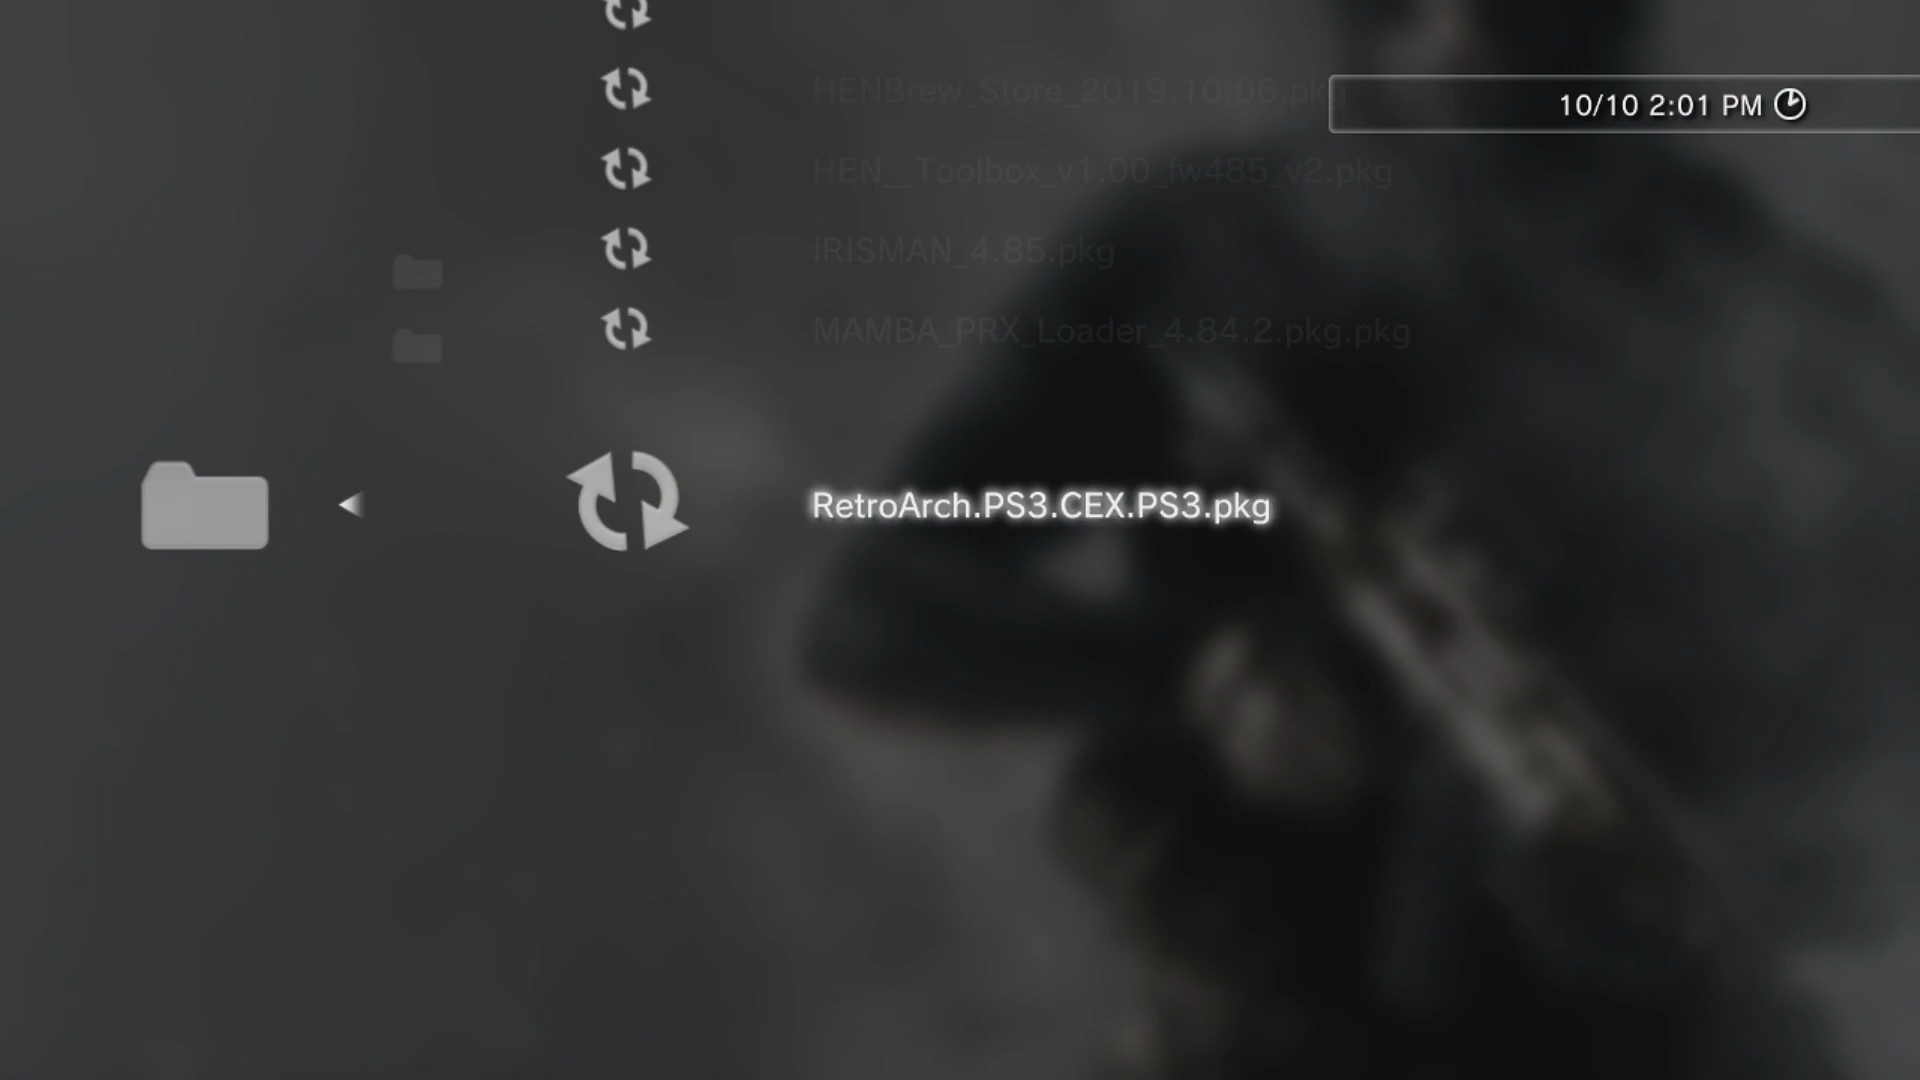 HENBrew_Store_2019.10.06.pkg
10/10 2:01 PM
HEN__Toolbox_v1.00_fw485_v2.pkg
IRISMAN_4.85.pkg
MAMBA_PRX_Loader_4.84.2.pkg.pkg
RetroArch.PS3.CEX.PS3.pkg